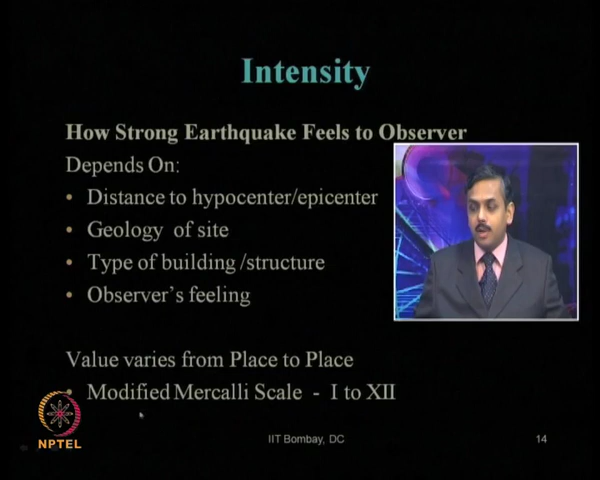 Intensity
How Strong Earthquake Feels to Observer
Depends On:
• Distance to hypocenter/epicenter
• Geology of site
• Type of building /structure
• Observer's feeling
Value varies from Place to Place
• Modified Mercalli Scale - I to XII
NPTEL
IIT Bombay, DC
14